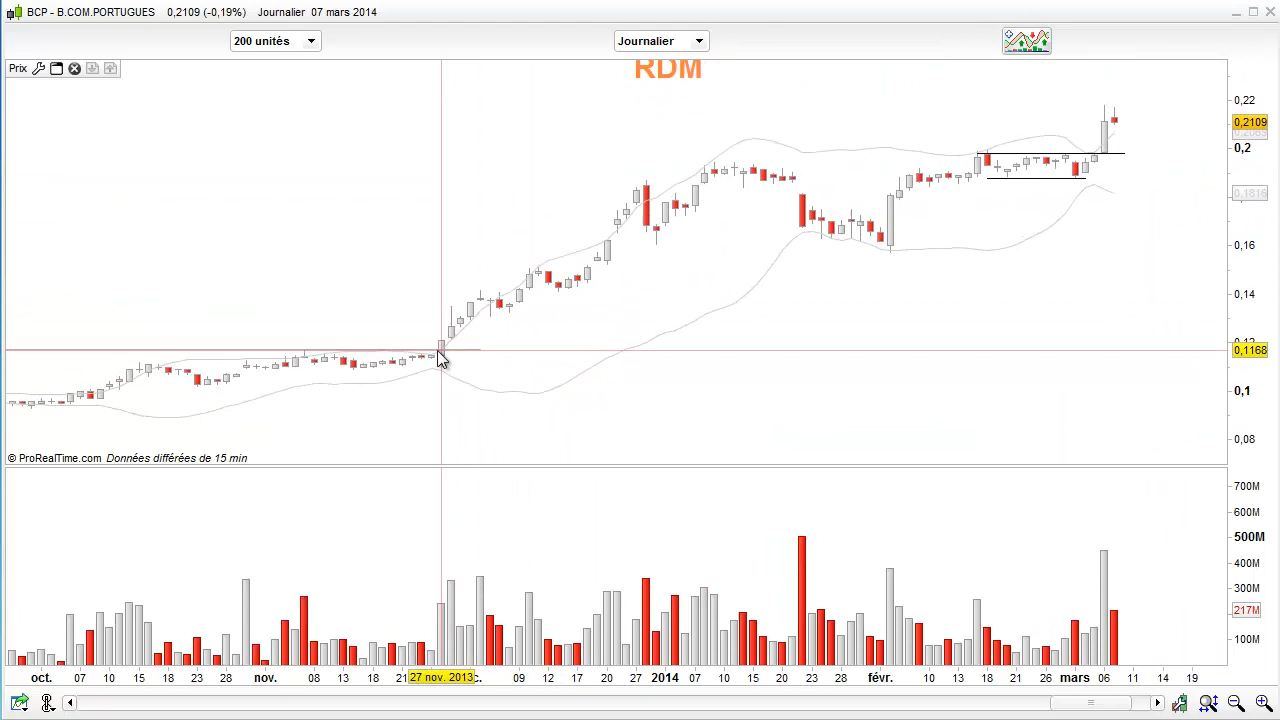 BCP - B.COM.PORTUGUES 0,2109 (-0,19%) Journalier 07 mars 2014
200 unités Journalier
Prix
RDM
0,22
0,2109
0,2
0,1816
0,16
0,14
0,1168
0,1
0,08
© ProRealTime.com Données différées de 15 min
700M
600M
500M
400M
300M
217M
100M
oct. 07 10 15 18 23 28 nov. 08 13 18 21 27 nov. 2013 c. 09 12 17 20 27 2014 07 10 15 20 23 28 févr. 10 13 18 21 26 mars 06 11 14 19